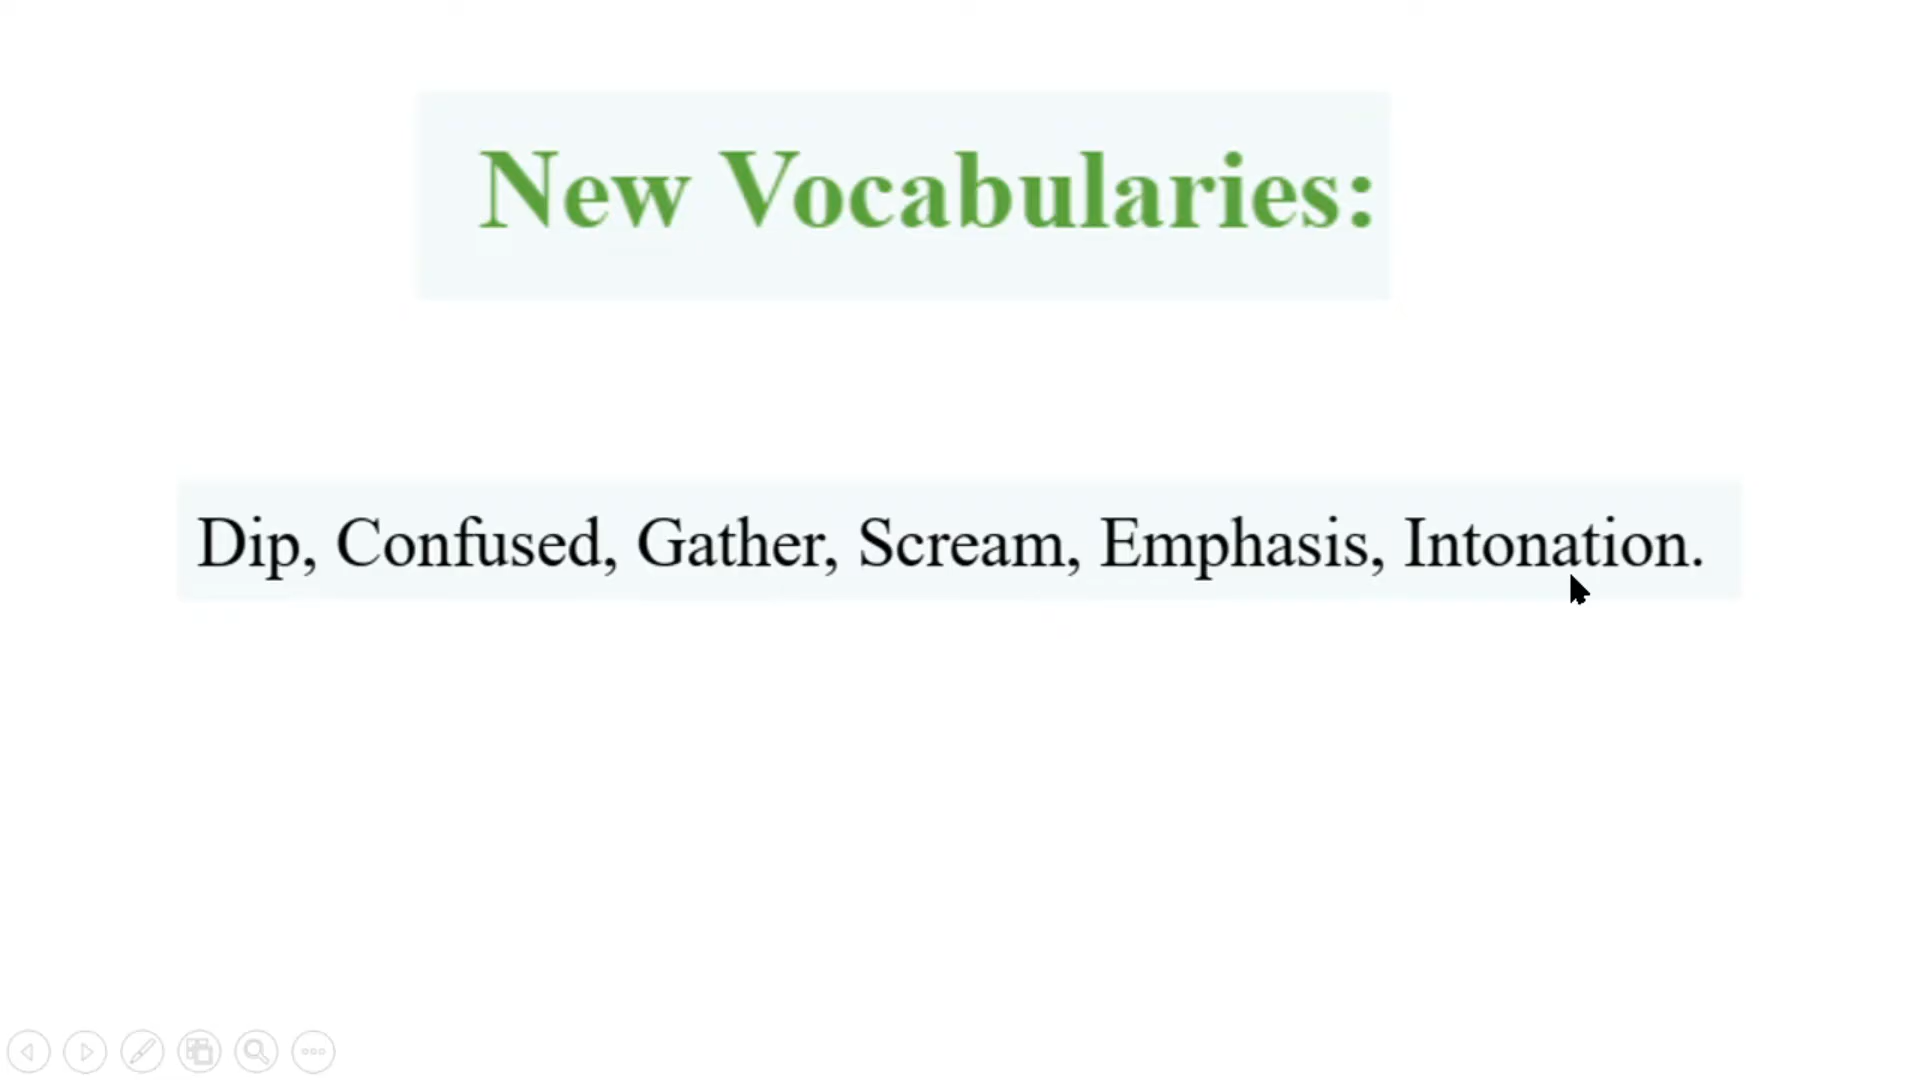 New Vocabularies:
Dip, Confused, Gather, Scream, Emphasis, Intonation.